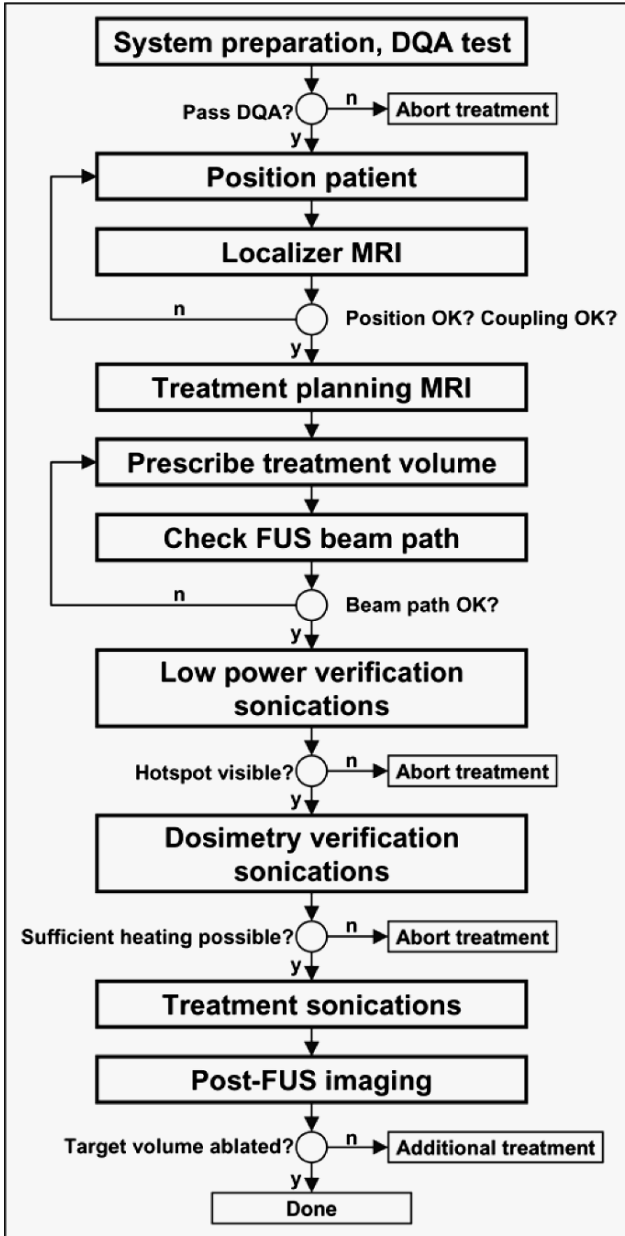 System preparation, DQA test
Pass DQA?
n
Abort treatment
y
Position patient
Localizer MRI
n
Position OK? Coupling OK?
y
Treatment planning MRI
Prescribe treatment volume
Check FUS beam path
n
Beam path OK?
y
Low power verification
sonications
Hotspot visible?
n
Abort treatment
y
Dosimetry verification
sonications
Sufficient heating possible?
n
Abort treatment
y
Treatment sonications
Post-FUS imaging
Target volume ablated?
n
Additional treatment
y
Done